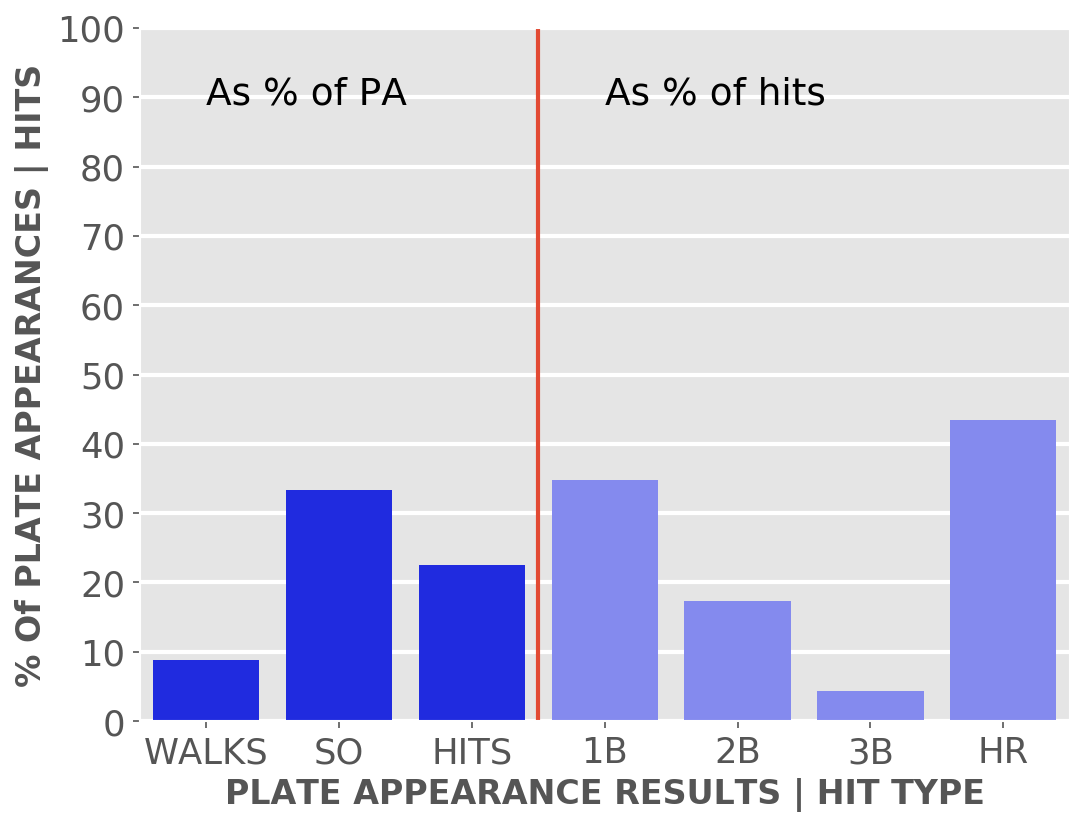 % Of PLATE APPEARANCES | HITS
100
90
80
70
60
50
40
30
20
10
0
As % of PA
As % of hits
WALKS SO HITS 1B 2B 3B HR
PLATE APPEARANCE RESULTS | HIT TYPE